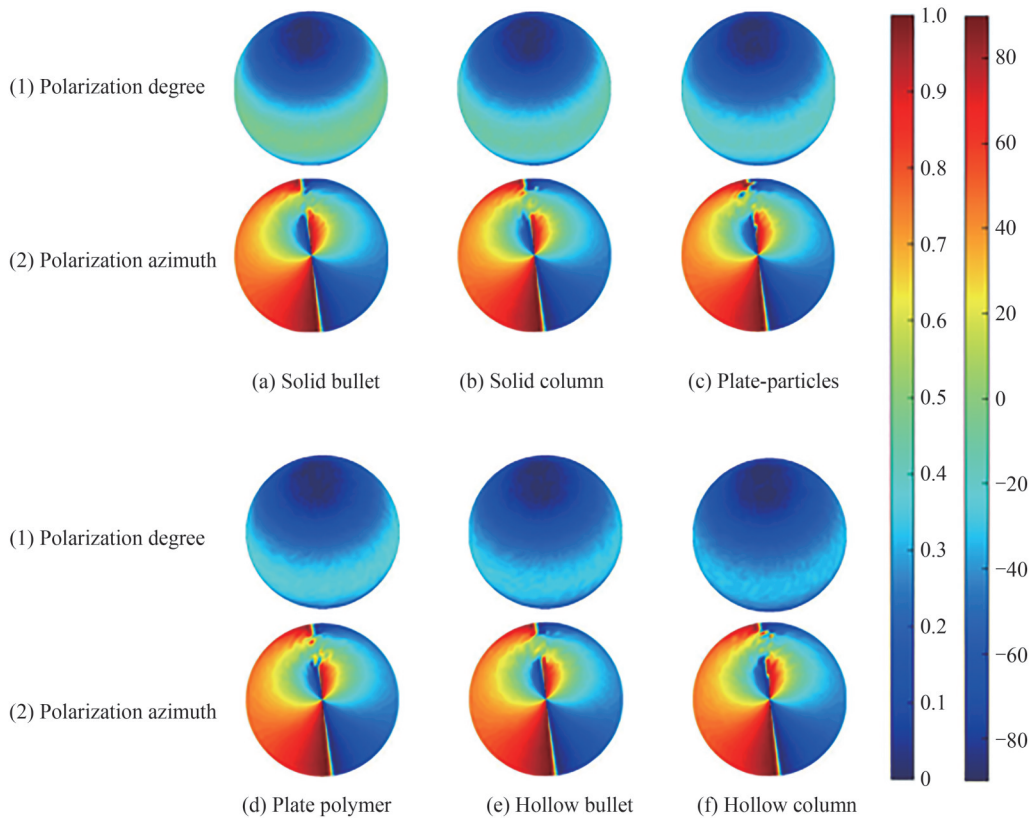 (1) Polarization degree
(2) Polarization azimuth
(a) Solid bullet
(b) Solid column
(c) Plate-particles
(1) Polarization degree
(2) Polarization azimuth
(d) Plate polymer
(e) Hollow bullet
(f) Hollow column
1.0
0.9
0.8
0.7
0.6
0.5
0.4
0.3
0.2
0.1
0
80
60
40
20
0
−20
−40
−60
−80